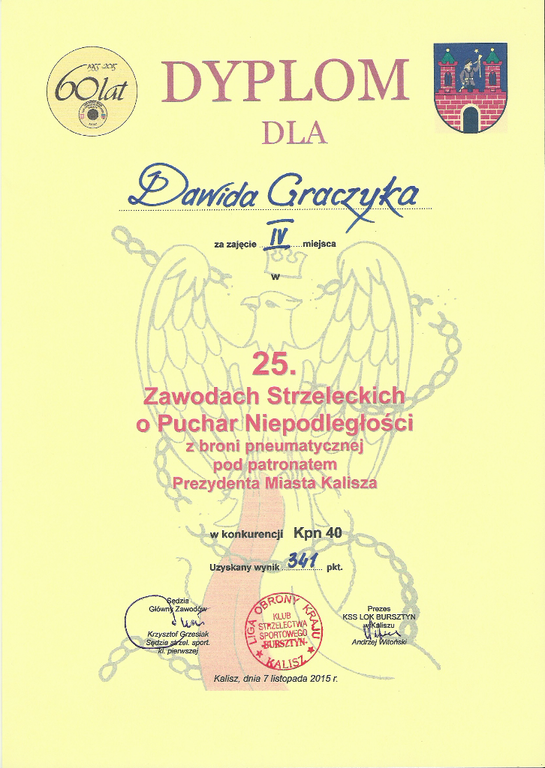 1955-2015
60 lat
DYPLOM
DLA
Dawida Graczyka
za zajęcie IV miejsca
w
25.
Zawodach Strzeleckich
o Puchar Niepodległości
z broni pneumatycznej
pod patronatem
Prezydenta Miasta Kalisza
w konkurencji Kpn 40
Uzyskany wynik 341 pkt.
Sędzia
Główny Zawodów
Krzysztof Grzesiak
Sędzia strzel. sport.
kl. pierwszej
LIGA OBRONY KRAJU
KLUB
STRZELECTWA
SPORTOWEGO
"BURSZTYN"
KALISZ
Prezes
KSS LOK BURSZTYN
w Kaliszu
Andrzej Witoński
Kalisz, dnia 7 listopada 2015 r.